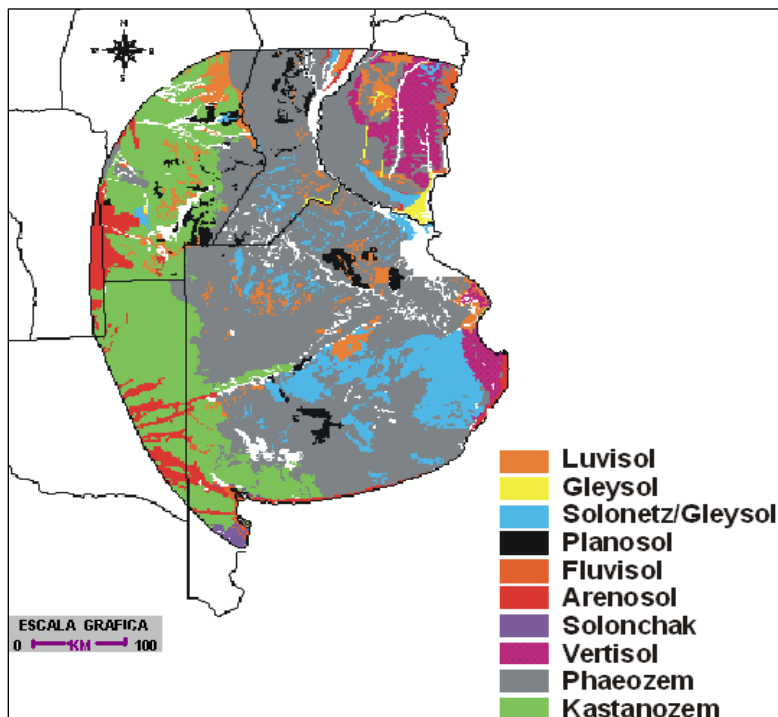 N
S
Luvisol
Gleysol
Solonetz/Gleysol
Planosol
Fluvisol
Arenosol
Solonchak
Vertisol
Phaeozem
Kastanozem
ESCALA GRAFICA
0 KM 100